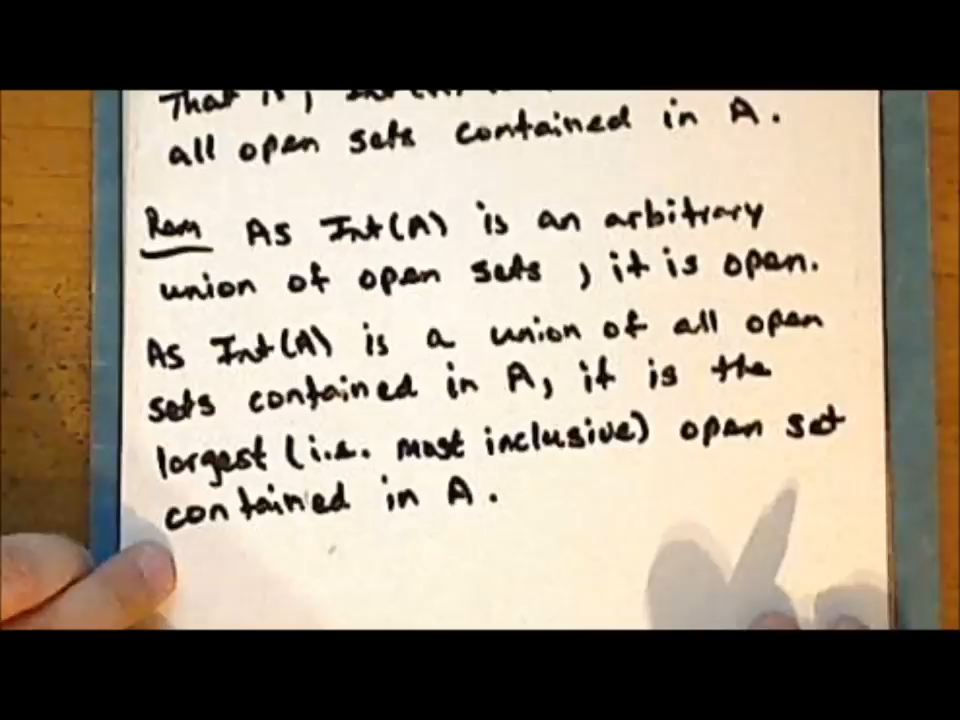 That is,
all open sets contained in A.
Rem As Int(A) is an arbitrary
union of open sets, it is open.
As Int(A) is a union of all open
sets contained in A, it is the
largest (i.e. most inclusive) open set
contained in A.